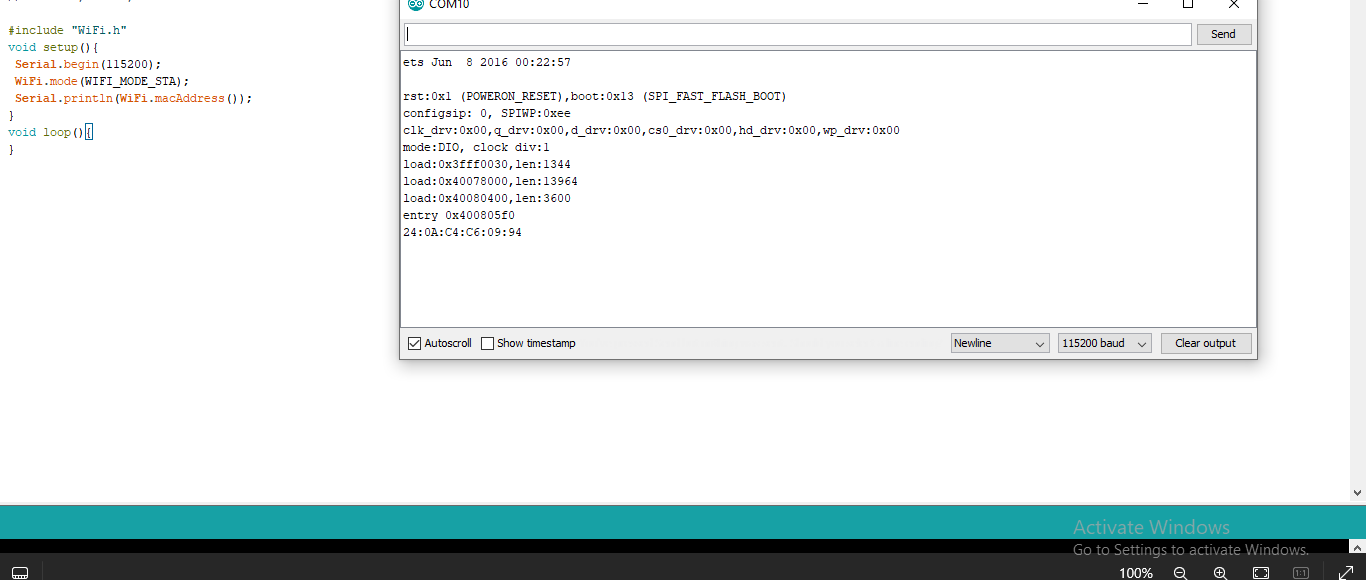 COM10
#include "WiFi.h"
void setup(){
Serial.begin(115200);
WiFi.mode(WIFI_MODE_STA);
Serial.println(WiFi.macAddress());
}
void loop(){
}
Send
ets Jun  8 2016 00:22:57
rst:0x1 (POWERON_RESET),boot:0x13 (SPI_FAST_FLASH_BOOT)
configsip: 0, SPIWP:0xee
clk_drv:0x00,q_drv:0x00,d_drv:0x00,cs0_drv:0x00,hd_drv:0x00,wp_drv:0x00
mode:DIO, clock div:1
load:0x3fff0030,len:1344
load:0x40078000,len:13964
load:0x40080400,len:3600
entry 0x400805f0
24:0A:C4:C6:09:94
Autoscroll Show timestamp Newline 115200 baud Clear output
Activate Windows
Go to Settings to activate Windows.
100% 1:1